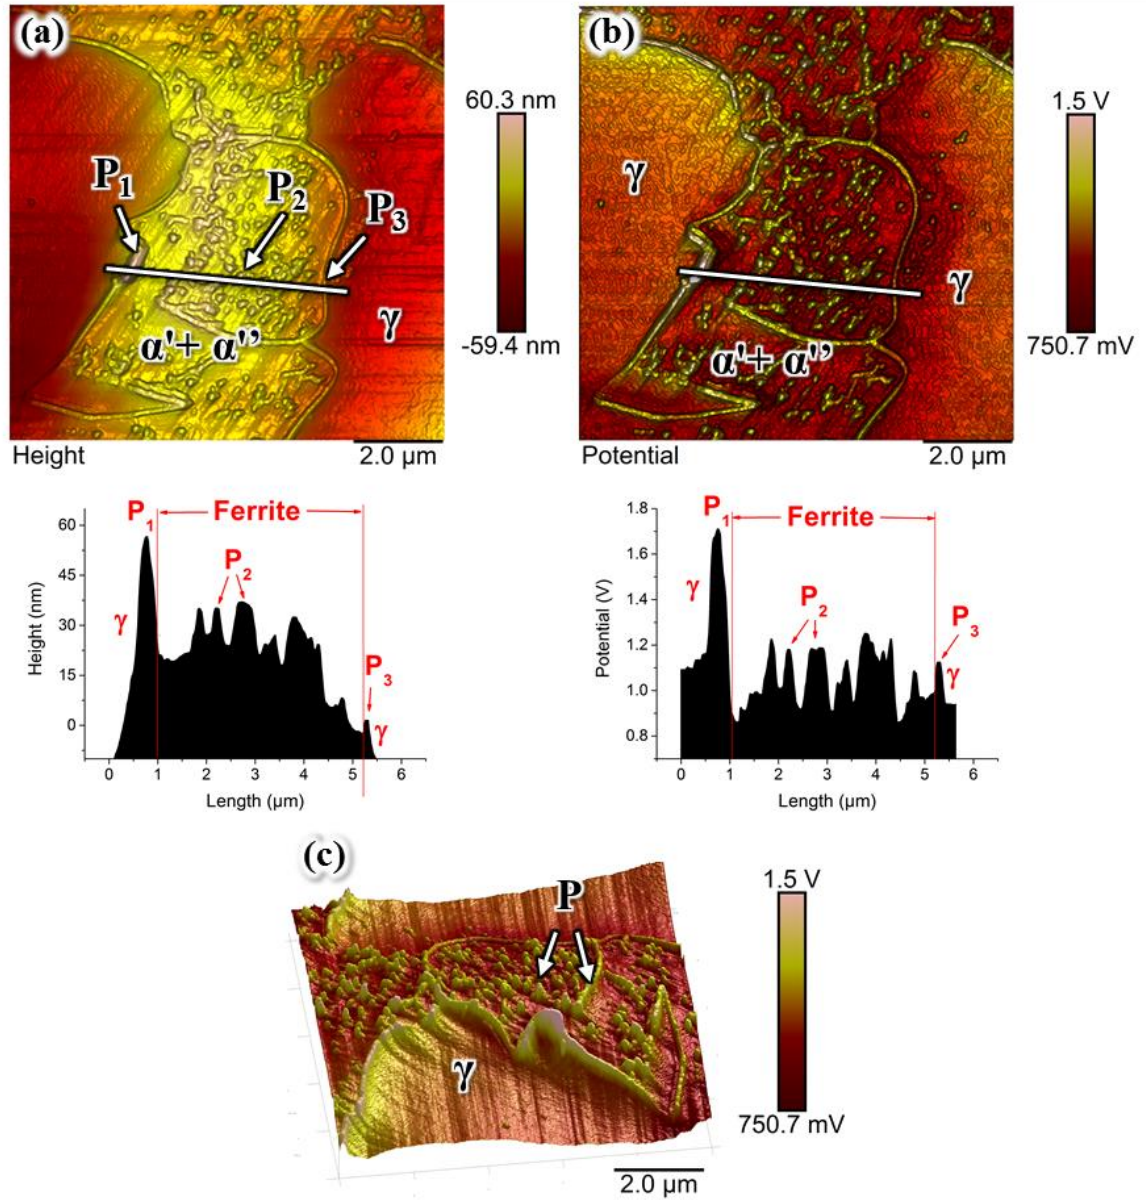 (a)
P1
P2
P3
γ
α'+ α''
Height
2.0 µm
60.3 nm
-59.4 nm
(b)
γ
γ
α'+ α''
Potential
2.0 µm
1.5 V
750.7 mV
P1
Ferrite
P2
P3
γ
γ
Height (nm)
60
45
30
15
0
0 1 2 3 4 5 6
Length (µm)
P1
Ferrite
P2
P3
γ
γ
Potential (V)
1.8
1.6
1.4
1.2
1.0
0.8
0 1 2 3 4 5 6
Length (µm)
(c)
P
γ
2.0 µm
1.5 V
750.7 mV